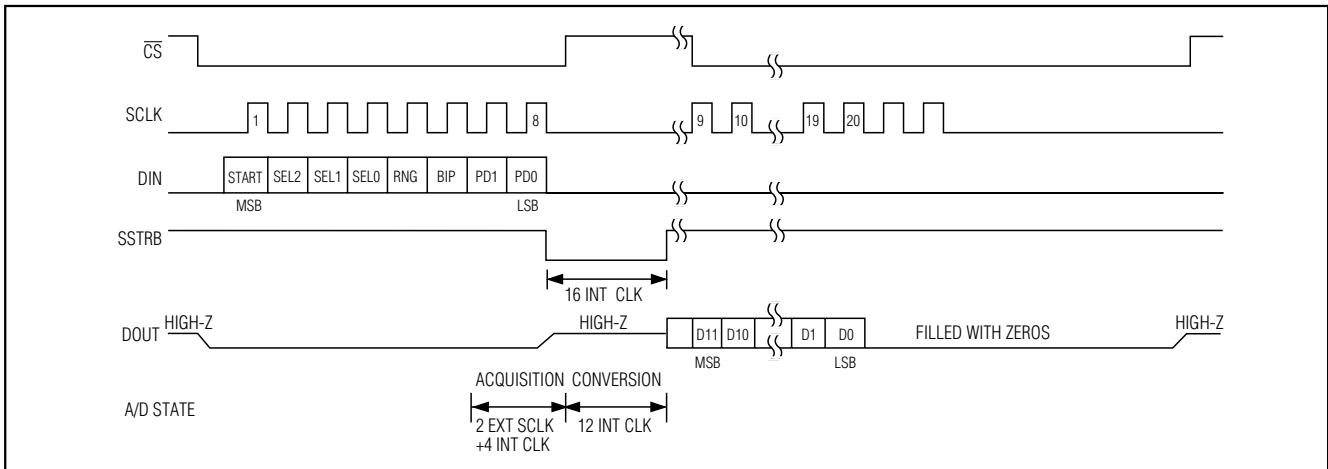 CS
SCLK 1 8 9 10 19 20
DIN START SEL2 SEL1 SEL0 RNG BIP PD1 PD0
MSB LSB
SSTRB
16 INT CLK
DOUT HIGH-Z HIGH-Z D11 D10 D1 D0 FILLED WITH ZEROS HIGH-Z
MSB LSB
ACQUISITION CONVERSION
A/D STATE
2 EXT SCLK 12 INT CLK
+4 INT CLK